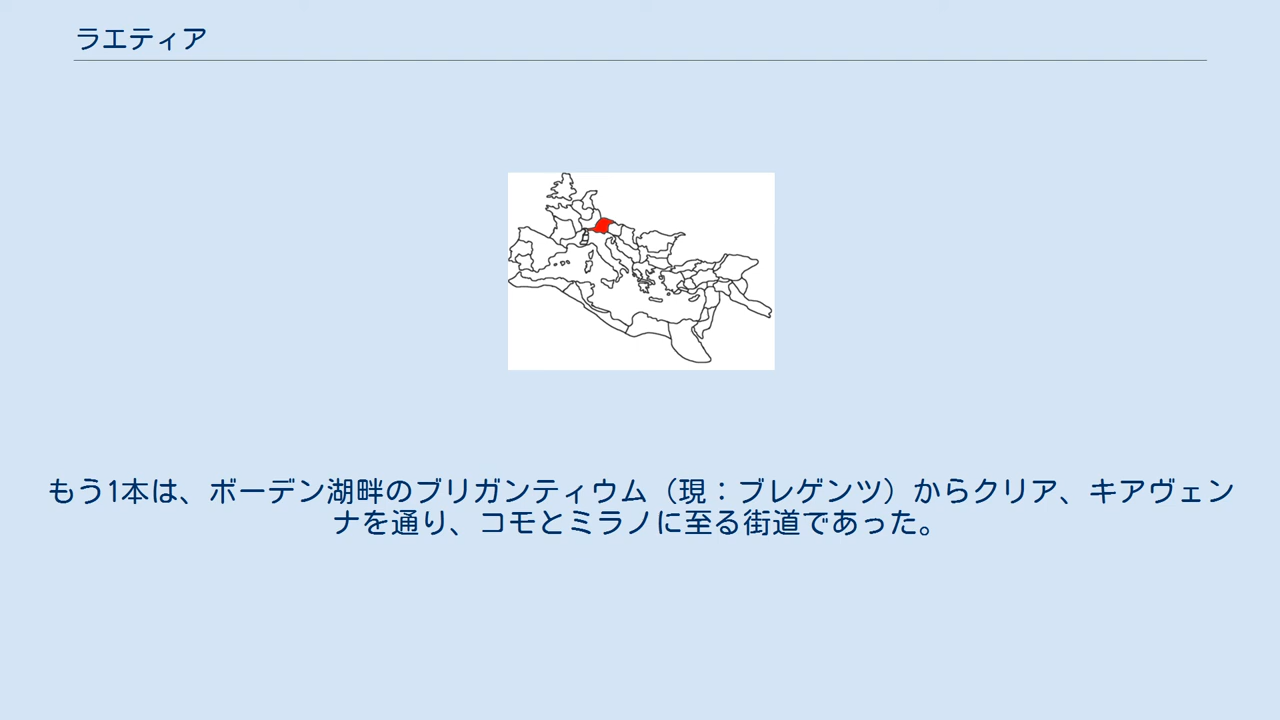 ラエティア
もう1本は、ボーデン湖畔のブリガンティウム（現：ブレゲンツ）からクリア、キアヴェン
ナを通り、コモとミラノに至る街道であった。